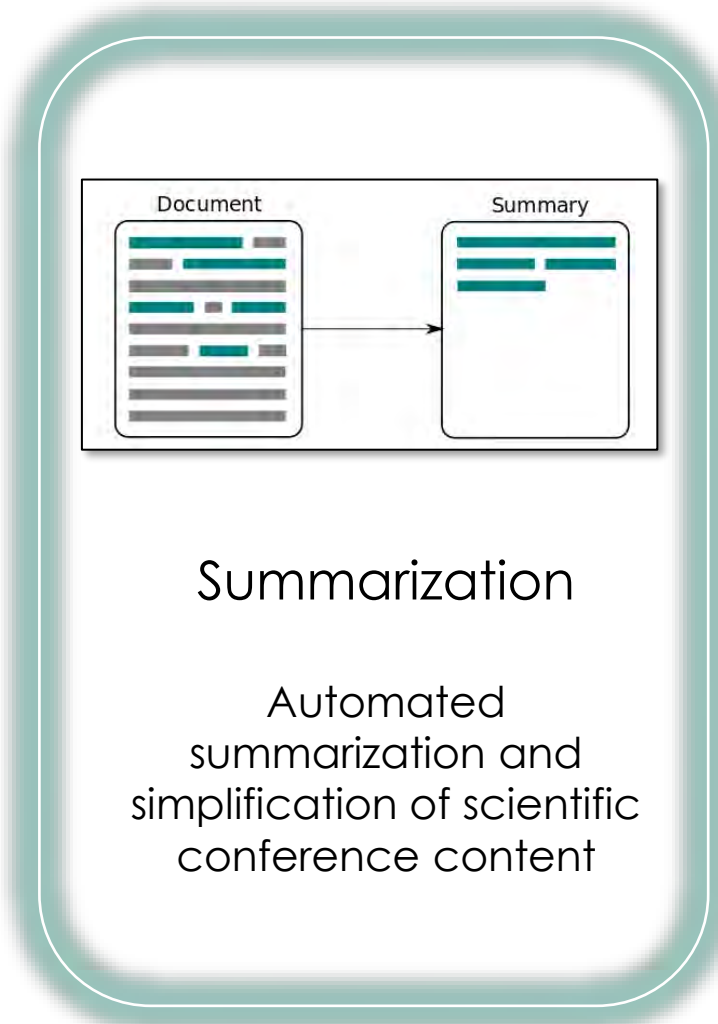 Document
Summary
Summarization
Automated
summarization and
simplification of scientific
conference content